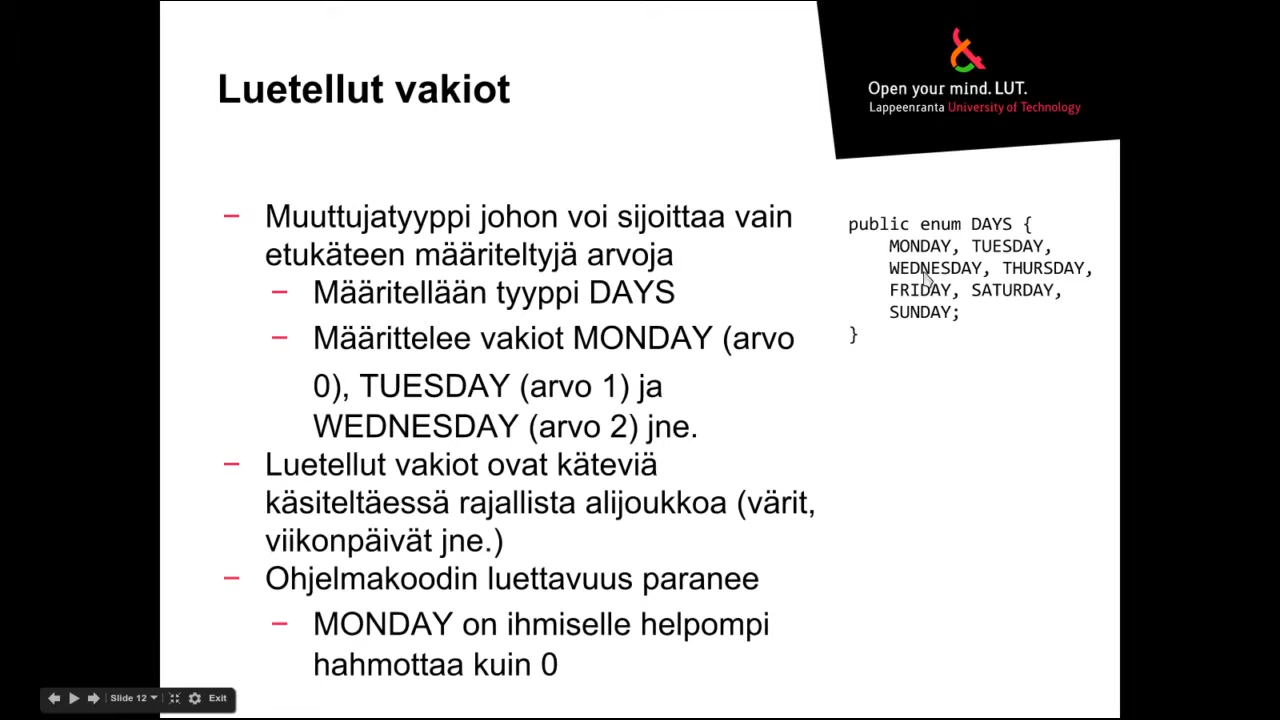 Luetellut vakiot
Open your mind. LUT.
Lappeenranta University of Technology
– Muuttujatyyppi johon voi sijoittaa vain
etukäteen määriteltyjä arvoja
– Määritellään tyyppi DAYS
– Määrittelee vakiot MONDAY (arvo
0), TUESDAY (arvo 1) ja
WEDNESDAY (arvo 2) jne.
– Luetellut vakiot ovat käteviä
käsiteltäessä rajallista alijoukkoa (värit,
viikonpäivät jne.)
– Ohjelmakoodin luettavuus paranee
– MONDAY on ihmiselle helpompi
hahmottaa kuin 0
public enum DAYS {
MONDAY, TUESDAY,
WEDNESDAY, THURSDAY,
FRIDAY, SATURDAY,
SUNDAY;
}
Slide 12
Exit